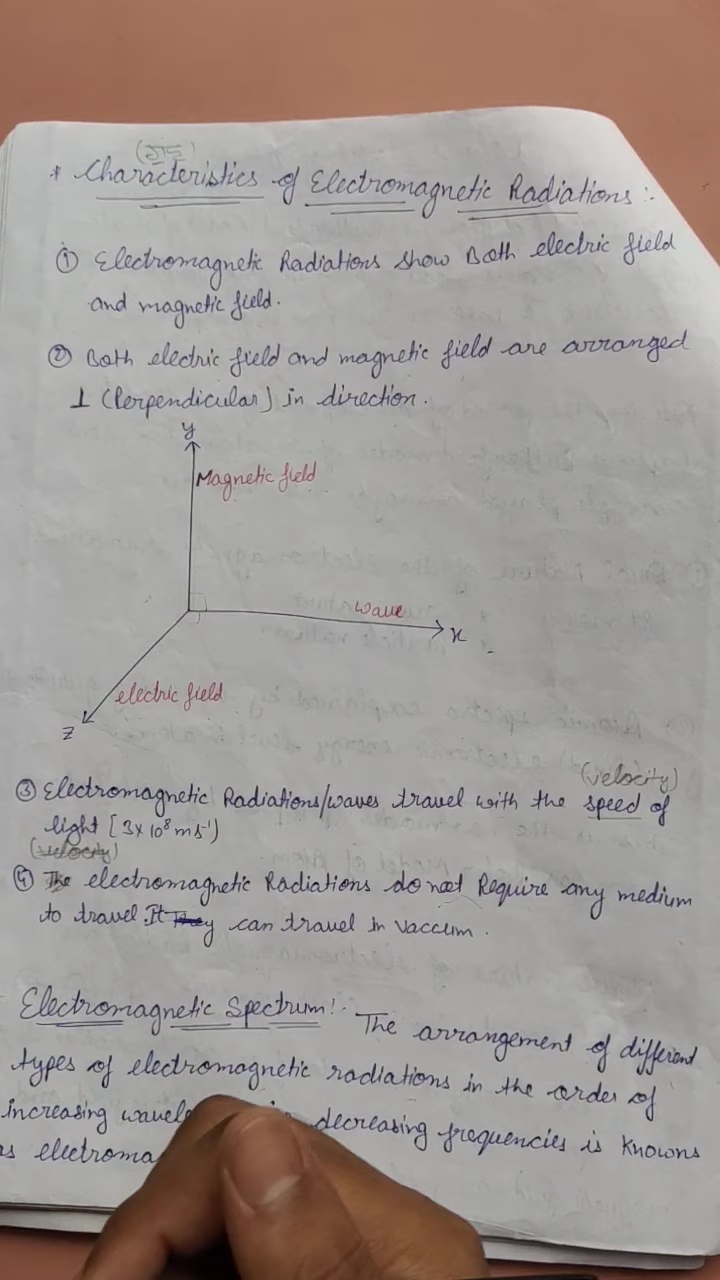 (गुण)
* Characteristics of Electromagnetic Radiations :-
① Electromagnetic Radiations show Both electric field
and magnetic field.
② Both electric field and magnetic field are arranged
⊥ (Perpendicular) in direction.
y
Magnetic field
wave
x
electric field
z
(velocity)
③ Electromagnetic Radiations/waves travel with the speed of
light [3×10⁸ms⁻¹)
(velocity)
④ The electromagnetic Radiations do not Require any medium
to travel. It can travel in vaccum.
Electromagnetic Spectrum:- The arrangement of different
types of electromagnetic radiations in the order of
increasing decreasing frequencies is knowns
as